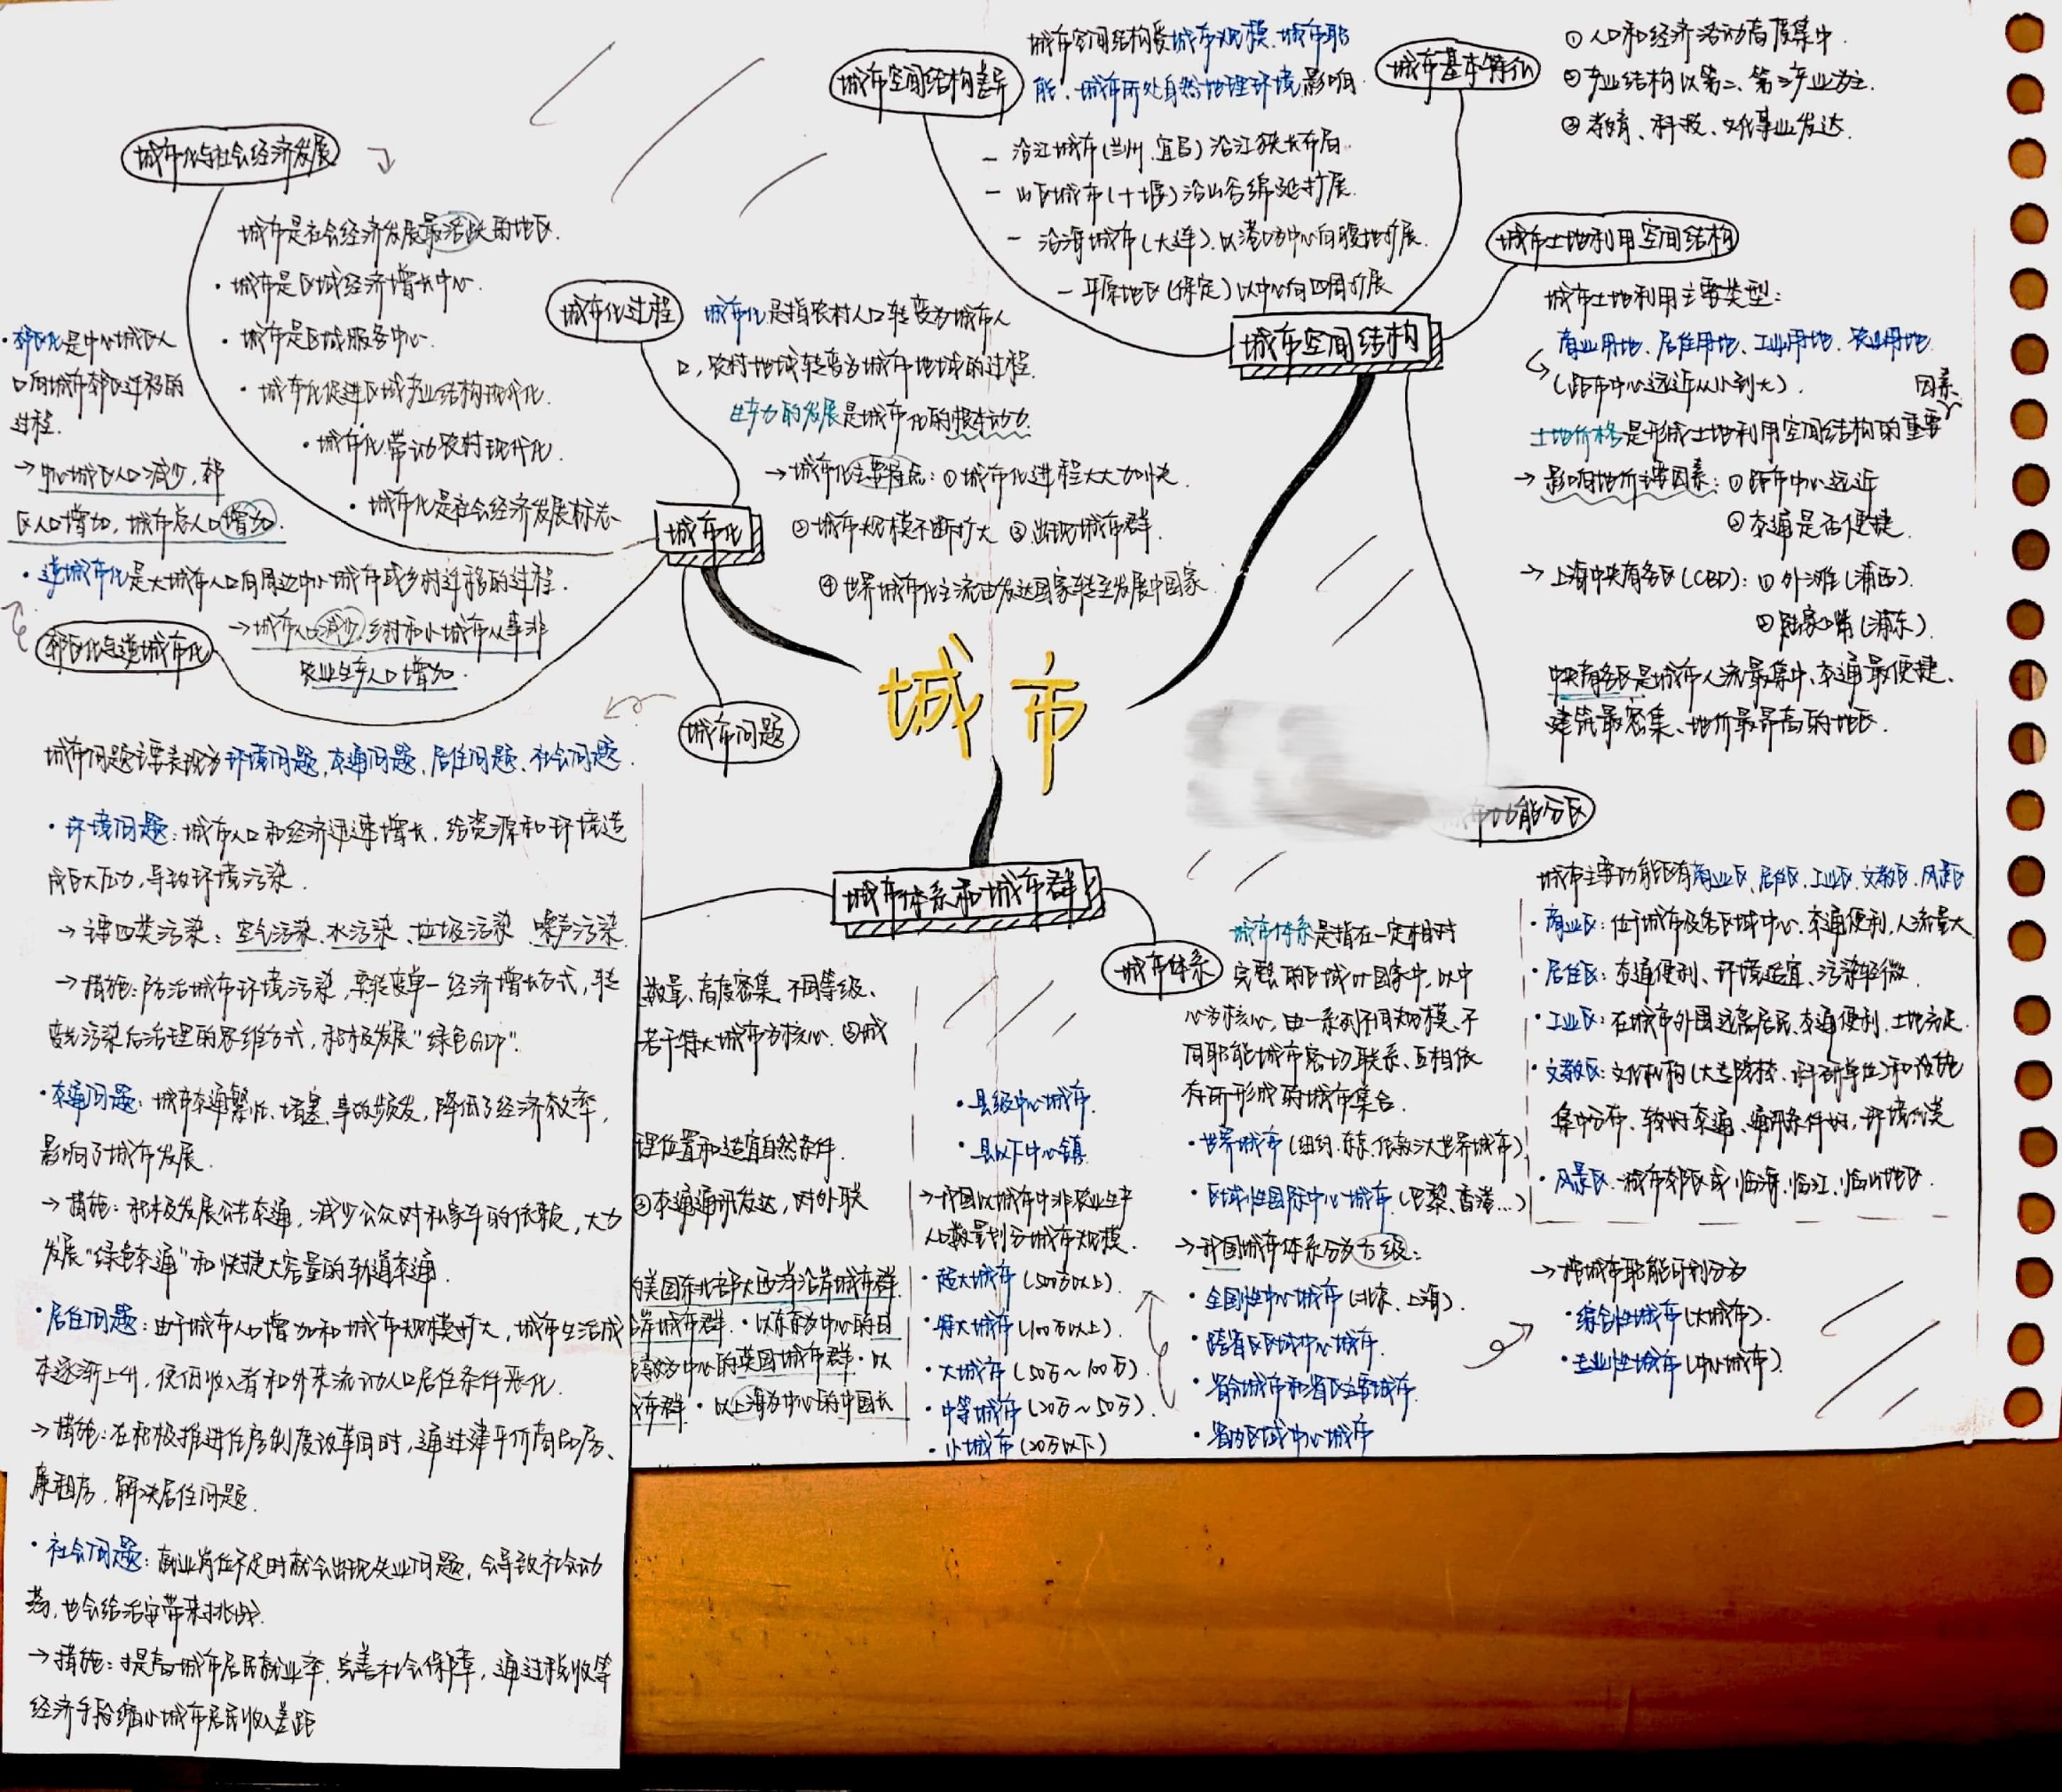 城市
城市空间结构
城市空间结构差异
城市空间结构受城市规模、城市职
能、城市所处自然地理环境影响.
- 沿江城市(兰州、宜昌)沿江狭长布局.
- 山区城市(十堰)沿山谷绵延扩展.
- 沿海城市(大连)以港口为中心向腹地扩展.
- 平原地区(保定)以中心向四周扩展
城市基本特征
① 人口和经济活动高度集中.
② 产业结构以第二、第三产业为主.
③ 教育、科技、文化事业发达.
城市土地利用空间结构
城市土地利用主要类型:
商业用地、居住用地、工业用地、农业用地
(距市中心远近从小到大).
土地价格是形成土地利用空间结构的重要因素
→ 影响地价主要因素: ① 距市中心远近
② 交通是否便捷.
→ 上海中央商务区(CBD): ① 外滩(浦西).
② 陆家嘴(浦东).
中央商务区是城市人流最集中、交通最便捷、
建筑最密集、地价最昂高的地区.
城市功能分区
城市主要功能区有商业区、居住区、工业区、文教区、风景区
· 商业区: 位于城市及各区域中心、交通便利、人流量大
· 居住区: 交通便利、环境适宜、污染轻微
· 工业区: 在城市外围远离居民、交通便利、土地充足.
· 文教区: 文化机构(大专院校、科研单位)和设施
集中分布、较好交通、通讯条件好,环境优美
· 风景区: 城市郊区或临海、临江、临山地区.
→ 按城市职能可划分为
· 综合性城市(大城市).
· 专业性城市(中小城市).
城市化
城市化与社会经济发展
城市是社会经济发展最活跃的地区.
· 城市是区域经济增长中心.
· 城市是区域服务中心.
· 城市化促进区域产业结构现代化.
· 城市化带动农村现代化.
· 城市化是社会经济发展标志
城市化过程
城市化是指农村人口转变为城市人
口,农村地域转变为城市地域的过程.
生产力的发展是城市化的根本动力.
→ 城市化主要特点: ① 城市化进程大大加快.
② 城市规模不断扩大 ③ 出现城市群.
④ 世界城市化主流由发达国家转至发展中国家.
郊区化与逆城市化
· 郊区化是中心城区人
口向城市郊区迁移的
过程.
→ 中心城区人口减少,郊
区人口增加,城市总人口增加.
· 逆城市化是大城市人口向周边中小城市或乡村迁移的过程.
→ 城市人口减少,乡村和小城市从事非
农业生产人口增加.
城市问题
城市问题主要表现为环境问题、交通问题、居住问题、社会问题.
· 环境问题: 城市人口和经济迅速增长,给资源和环境造
成巨大压力,导致环境污染.
→ 主要四类污染: 空气污染、水污染、垃圾污染、噪声污染
→ 措施: 防治城市环境污染,要转变单一经济增长方式,转
变先污染后治理的思维方式,积极发展"绿色GDP".
· 交通问题: 城市交通繁忙、堵塞、事故频发,降低了经济效率,
影响了城市发展.
→ 措施: 积极发展公共交通,减少公众对私家车的依赖,大力
发展"绿色交通"和快捷大容量的轨道交通.
· 居住问题: 由于城市人口增加和城市规模扩大,城市生活成
本逐渐上升,使低收入者和外来流动人口居住条件恶化.
→ 措施: 在积极推进住房制度改革同时,通过建平价商品房、
廉租房,解决居住问题.
· 社会问题: 就业岗位不足时就会出现失业问题,会导致社会动
荡,也会给治安带来挑战.
→ 措施: 提高城市居民就业率,完善社会保障,通过税收等
经济手段缩小城市居民收入差距
城市体系和城市群
数量、高度密集、不同等级、
若干特大城市为核心.②城
理位置和适宜自然条件.
③交通通讯发达,对外联
美国东北部大西洋沿岸城市群.
岸城市群.·以东京为中心的日
敦为中心的英国城市群·以
城市群.·以上海为中心的中国长
· 县级中心城市.
· 县以下中心镇
→ 我国以城市中非农业生产
人口数量划分城市规模.
· 超大城市(500万以上)
· 特大城市(100万以上).
· 大城市(50万~100万).
· 中等城市(20万~50万).
· 小城市(20万以下)
城市体系
城市体系是指在一定相对
完整的区域or国家中,以中
心为核心,由一系列不同规模、不
同职能城市密切联系、互相依
存所形成的城市集合.
· 世界城市(纽约、东京、伦敦三大世界城市)
· 区域性国际中心城市(巴黎、香港…)
→ 我国城市体系分为六级:
· 全国性中心城市(北京、上海).
· 跨省区区域中心城市.
· 省会城市和省区主要城市.
· 省内区域中心城市